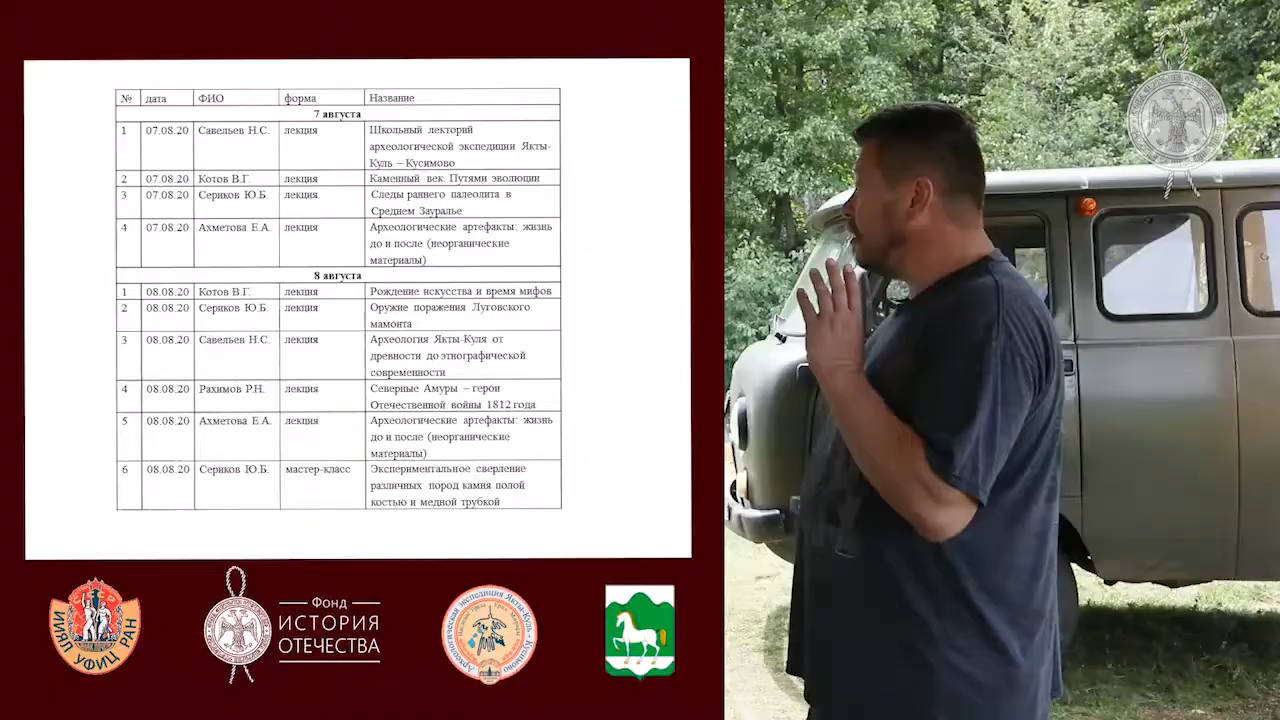 № дата ФИО форма Название
7 августа
1 07.08.20 Савельев Н.С. лекция Школьный лекторий
археологической экспедиции Якты-
Куль – Кусимово
2 07.08.20 Котов В.Г. лекция Каменный век. Путями эволюции
3 07.08.20 Сериков Ю.Б. лекция Следы раннего палеолита в
Среднем Зауралье
4 07.08.20 Ахметова Е.А. лекция Археологические артефакты: жизнь
до и после (неорганические
материалы)
8 августа
1 08.08.20 Котов В.Г. лекция Рождение искусства и время мифов
2 08.08.20 Сериков Ю.Б. лекция Оружие поражения Луговского
мамонта
3 08.08.20 Савельев Н.С. лекция Археология Якты-Куля от
древности до этнографической
современности
4 08.08.20 Рахимов Р.Н. лекция Северные Амуры – герои
Отечественной войны 1812 года
5 08.08.20 Ахметова Е.А. лекция Археологические артефакты: жизнь
до и после (неорганические
материалы)
6 08.08.20 Сериков Ю.Б. мастер-класс Экспериментальное сверление
различных пород камня полой
костью и медной трубкой
ИИЯЛ УФИЦ РАН
Фонд
ИСТОРИЯ
ОТЕЧЕСТВА
Археологическая экспедиция Якты-Куль - Кусимово